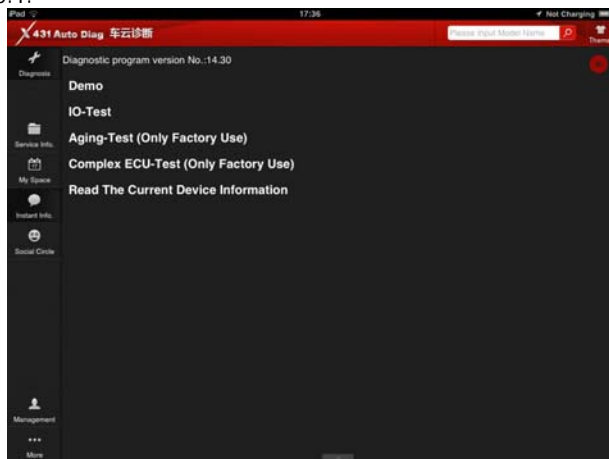 iPad
17:36
Not Charging
X 431 Auto Diag 车云诊断
Please Input Model Name
Theme
Diagnosis
Diagnostic program version No.:14.30
Demo
IO-Test
Aging-Test (Only Factory Use)
Complex ECU-Test (Only Factory Use)
Read The Current Device Information
Service Info.
My Space
Instant Info.
Social Circle
Management
More